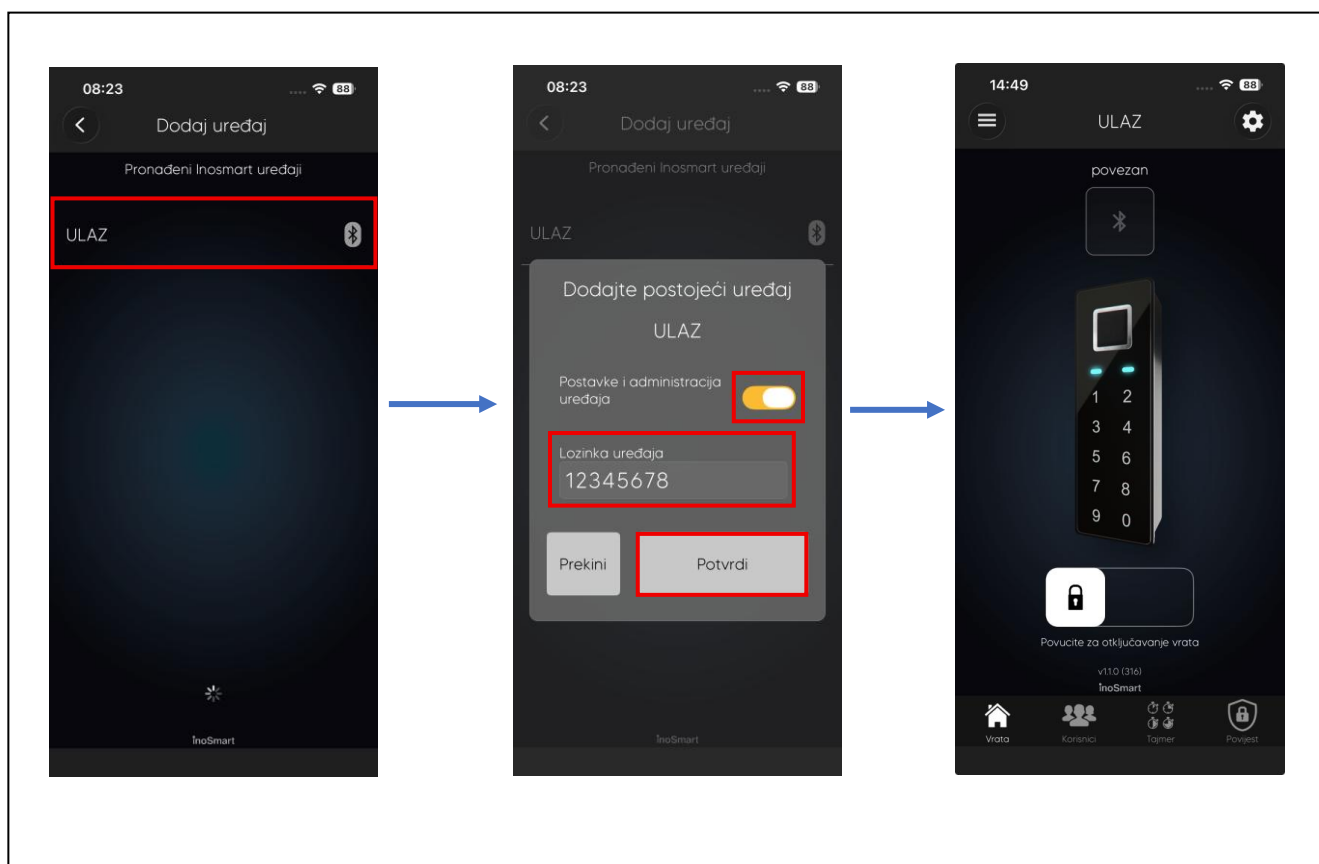 08:23
88
Dodaj uređaj
Pronađeni Inosmart uređaji
ULAZ
inoSmart
08:23
88
Dodaj uređaj
Pronađeni Inosmart uređaji
ULAZ
Dodajte postojeći uređaj
ULAZ
Postavke i administracija
uređaja
Lozinka uređaja
12345678
Prekini
Potvrdi
inoSmart
14:49
88
ULAZ
povezan
1 2
3 4
5 6
7 8
9 0
Povucite za otključavanje vrata
v1.1.0 (316)
inoSmart
Vrata
Korisnici
Tajmer
Povijest